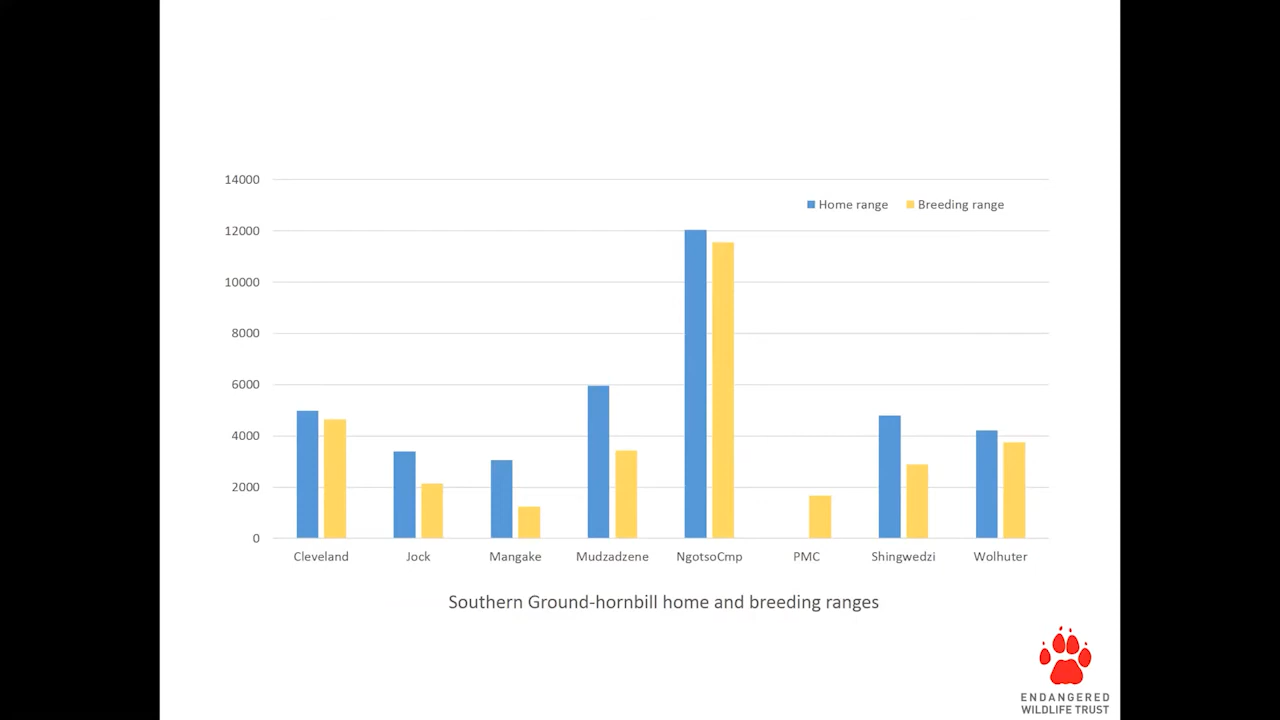 14000
Home range Breeding range
12000
10000
8000
6000
4000
2000
0
Cleveland Jock Mangake Mudzadzene NgotsoCmp PMC Shingwedzi Wolhuter
Southern Ground-hornbill home and breeding ranges
ENDANGERED
WILDLIFE TRUST